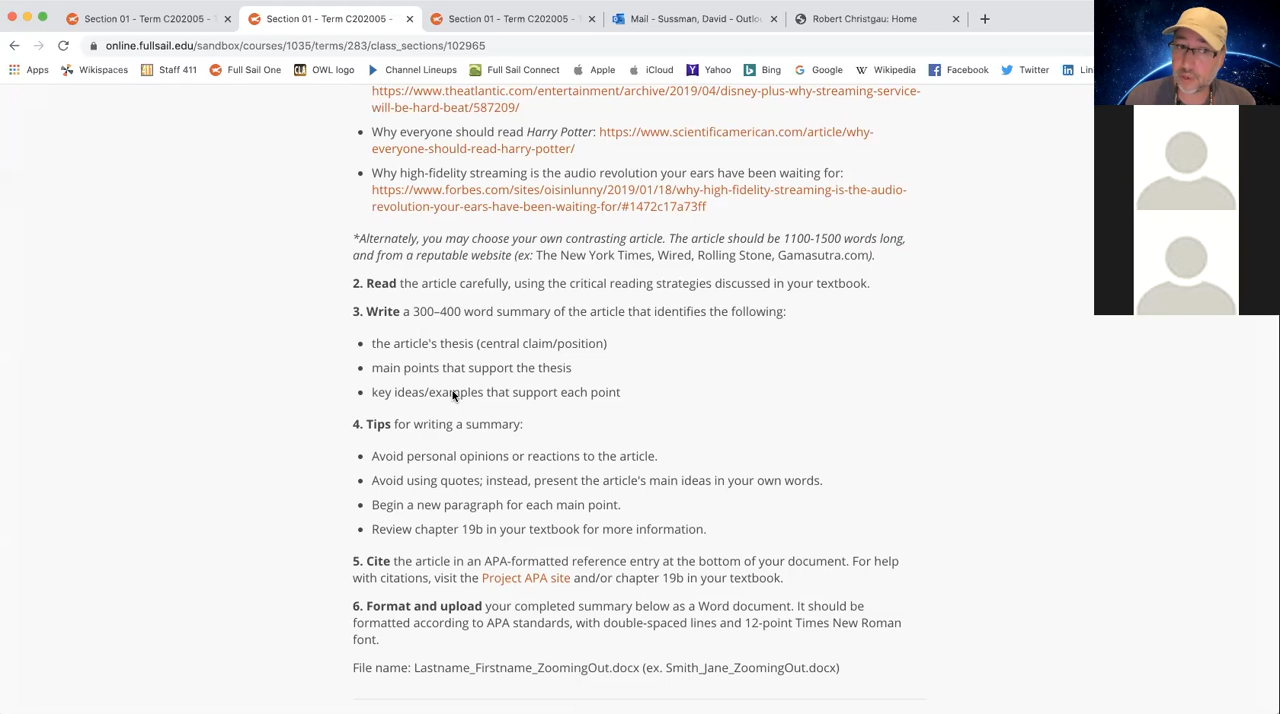 Section 01 - Term C202005 -
Section 01 - Term C202005 -
Section 01 - Term C202005 -
Mail - Sussman, David - Outlo
Robert Christgau: Home
online.fullsail.edu/sandbox/courses/1035/terms/283/class_sections/102965
Apps Wikispaces Staff 411 Full Sail One OWL logo Channel Lineups Full Sail Connect Apple iCloud Yahoo Bing Google Wikipedia Facebook Twitter Lin
https://www.theatlantic.com/entertainment/archive/2019/04/disney-plus-why-streaming-service-
will-be-hard-beat/587209/
• Why everyone should read Harry Potter: https://www.scientificamerican.com/article/why-
everyone-should-read-harry-potter/
• Why high-fidelity streaming is the audio revolution your ears have been waiting for:
https://www.forbes.com/sites/oisinlunny/2019/01/18/why-high-fidelity-streaming-is-the-audio-
revolution-your-ears-have-been-waiting-for/#1472c17a73ff
*Alternately, you may choose your own contrasting article. The article should be 1100-1500 words long,
and from a reputable website (ex: The New York Times, Wired, Rolling Stone, Gamasutra.com).
2. Read the article carefully, using the critical reading strategies discussed in your textbook.
3. Write a 300–400 word summary of the article that identifies the following:
• the article's thesis (central claim/position)
• main points that support the thesis
• key ideas/examples that support each point
4. Tips for writing a summary:
• Avoid personal opinions or reactions to the article.
• Avoid using quotes; instead, present the article's main ideas in your own words.
• Begin a new paragraph for each main point.
• Review chapter 19b in your textbook for more information.
5. Cite the article in an APA-formatted reference entry at the bottom of your document. For help
with citations, visit the Project APA site and/or chapter 19b in your textbook.
6. Format and upload your completed summary below as a Word document. It should be
formatted according to APA standards, with double-spaced lines and 12-point Times New Roman
font.
File name: Lastname_Firstname_ZoomingOut.docx (ex. Smith_Jane_ZoomingOut.docx)